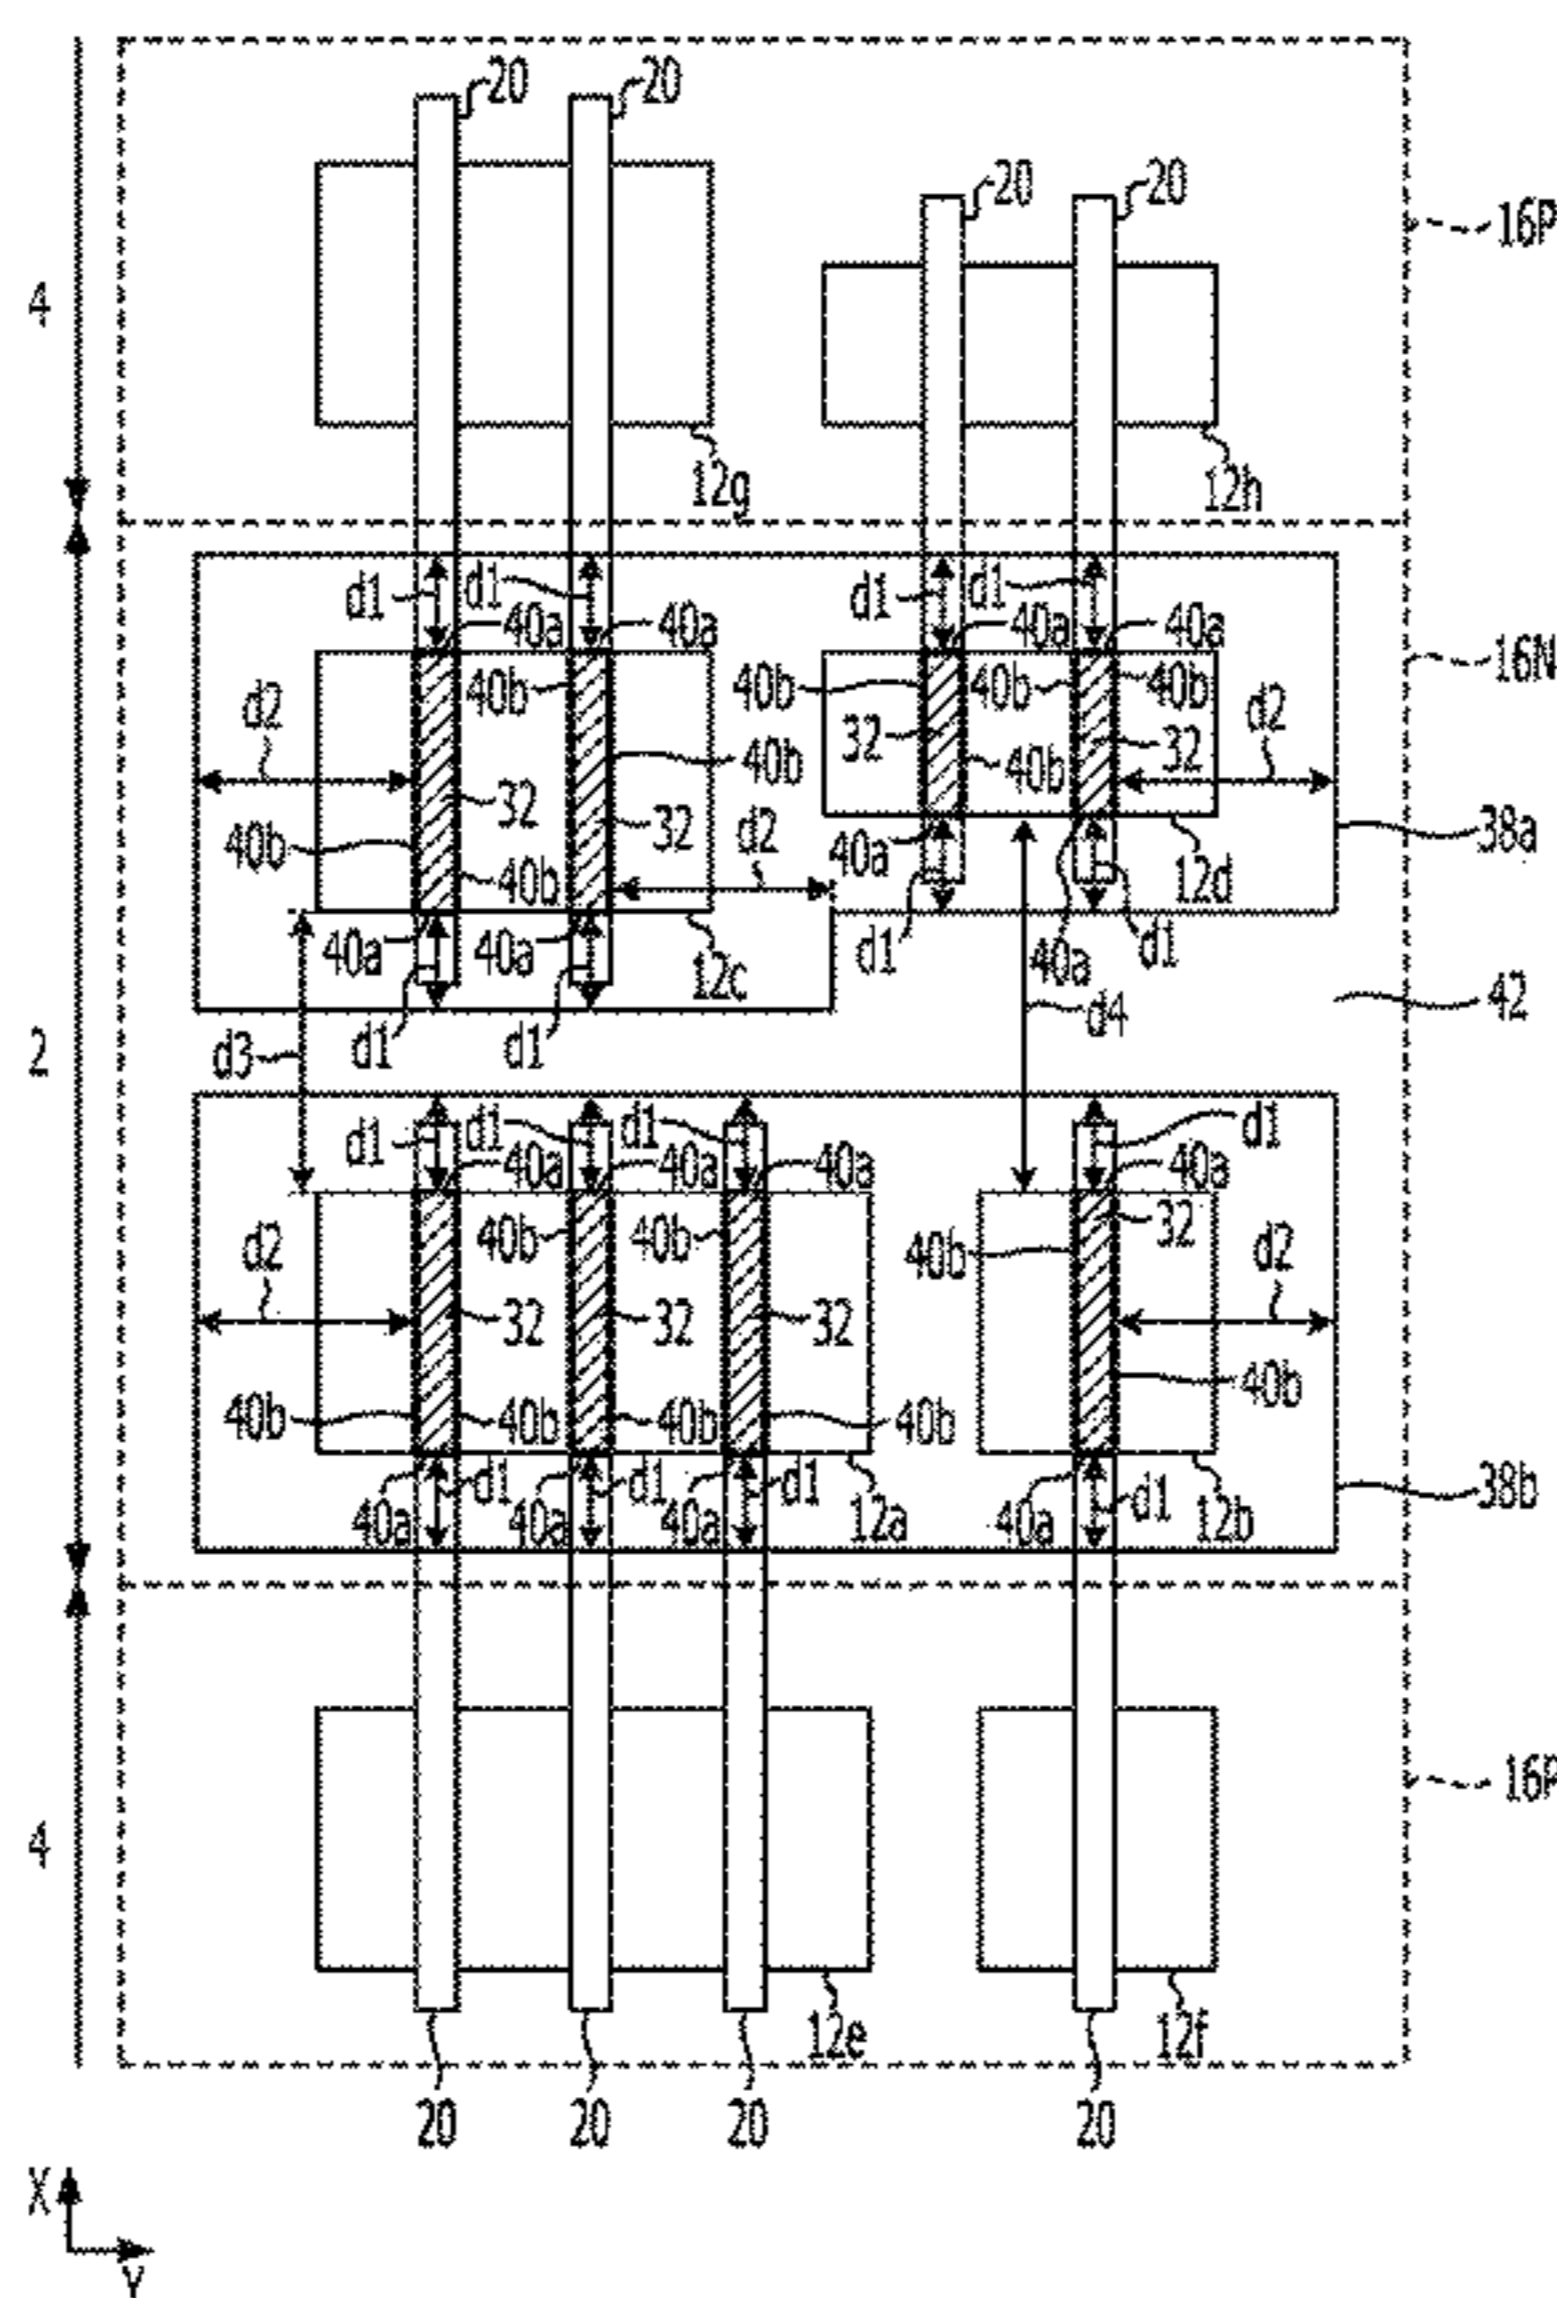 20 20
20 20
16P
4
12g 12h
d1 d1 d1 d1
40a 40a 40a 40a
16N
40b 40b 40b 40b
d2 d2
32 32
40b 40b
32 32 d2
38a
40b 40b 40a 12d
40a 40a 12c d1 40a d1
42
2 d3 d1 d1 d4
d1 d1 d1 d1
40a 40a 40a 40a
40b 40b 40b 32
d2 d2
32 32 32
40b
40b 40b 40b 40b
d1 d1 d1 d1
38b
40a 40a 40a 12a 40a 12b
16P
4
12e 12f
20 20 20 20
X
Y